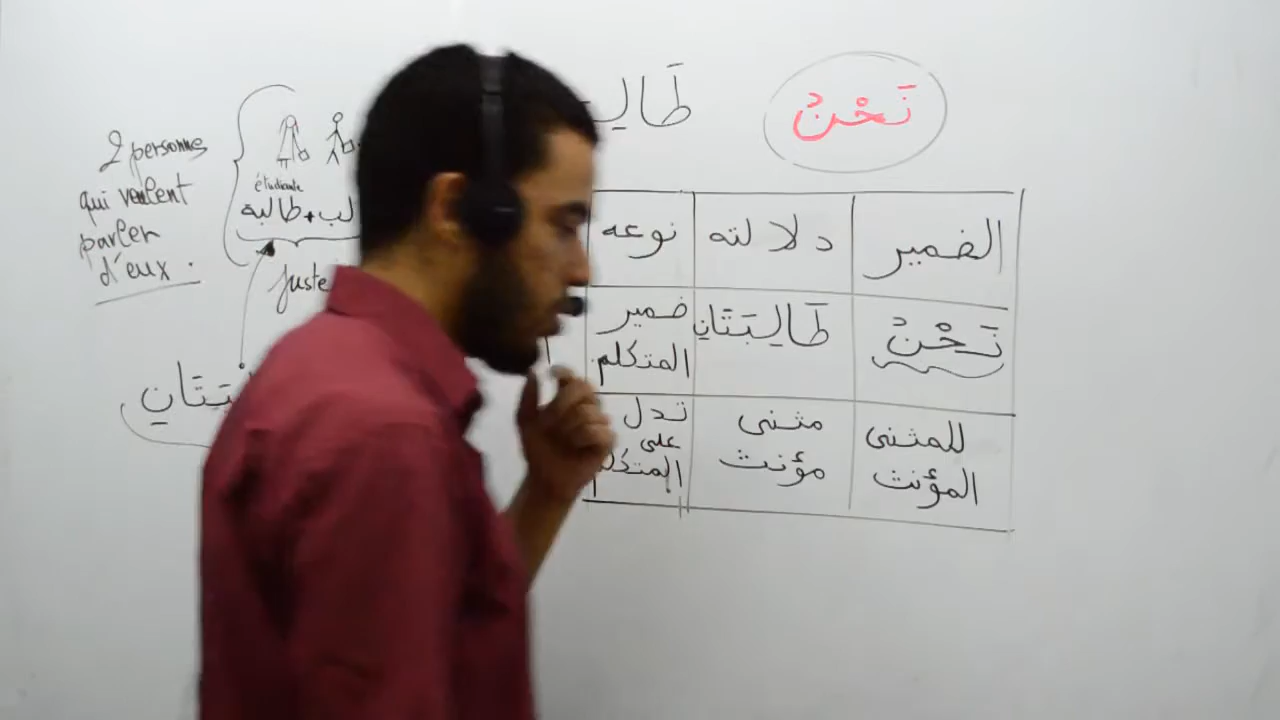 نَحْنُ
طَالِ
2 personnes
qui veulent
parler
d'eux.
étudiante
طالبة + لب
juste
الضمير
دلالته
نوعه
نَحْنُ
طَالِبَتَانِ
ضمير
المتكلم
للمثنى
المؤنث
مثنى
مؤنث
تدل
على
المتكلم